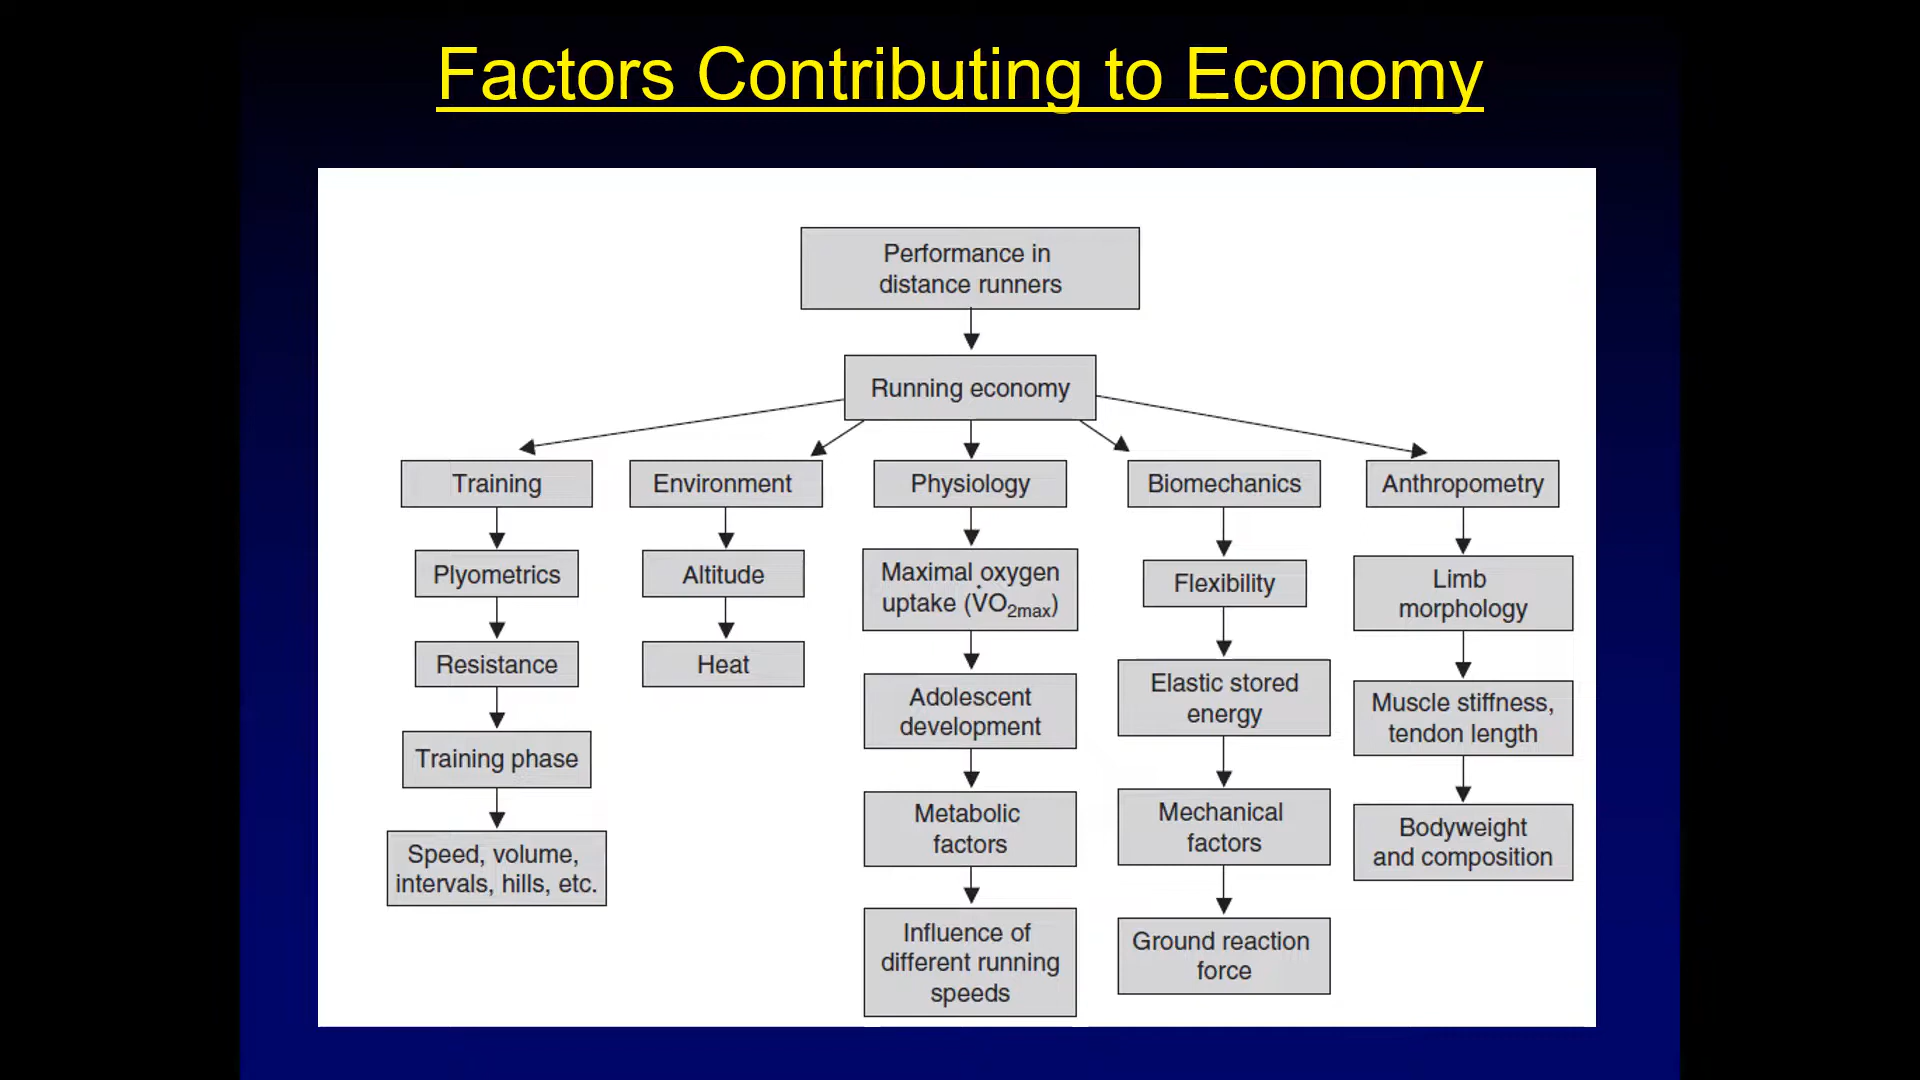 Factors Contributing to Economy
Performance in
distance runners
Running economy
Training
Plyometrics
Resistance
Training phase
Speed, volume,
intervals, hills, etc.
Environment
Altitude
Heat
Physiology
Maximal oxygen
uptake (V̇O₂max)
Adolescent
development
Metabolic
factors
Influence of
different running
speeds
Biomechanics
Flexibility
Elastic stored
energy
Mechanical
factors
Ground reaction
force
Anthropometry
Limb
morphology
Muscle stiffness,
tendon length
Bodyweight
and composition